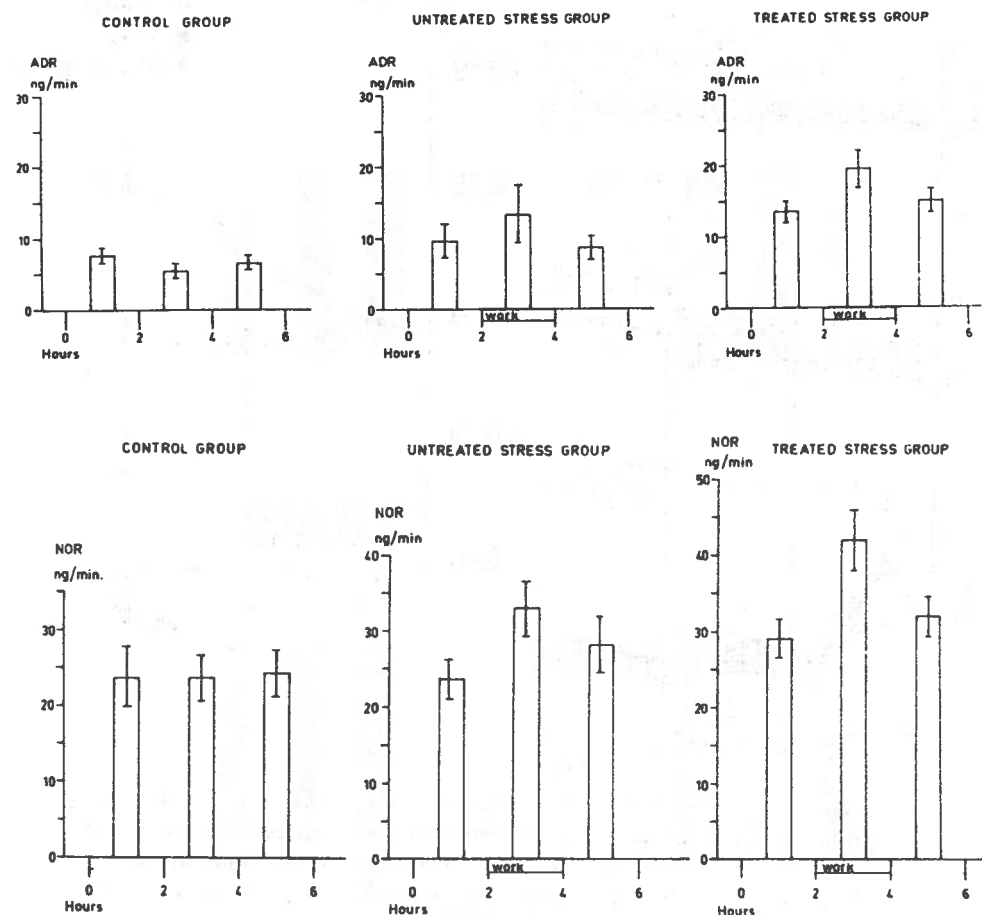 CONTROL GROUP
ADR
ng/min
30
20
10
0
0 2 4 6
Hours
UNTREATED STRESS GROUP
ADR
ng/min
30
20
10
0
work
0 2 4 6
Hours
TREATED STRESS GROUP
ADR
ng/min
30
20
10
0
work
0 2 4 6
Hours
CONTROL GROUP
NOR
ng/min.
30
20
10
0
0 2 4 6
Hours
UNTREATED STRESS GROUP
NOR
ng/min
40
30
20
10
0
work
0 2 4 6
Hours
TREATED STRESS GROUP
NOR
ng/min
50
40
30
20
10
0
work
0 2 4 6
Hours